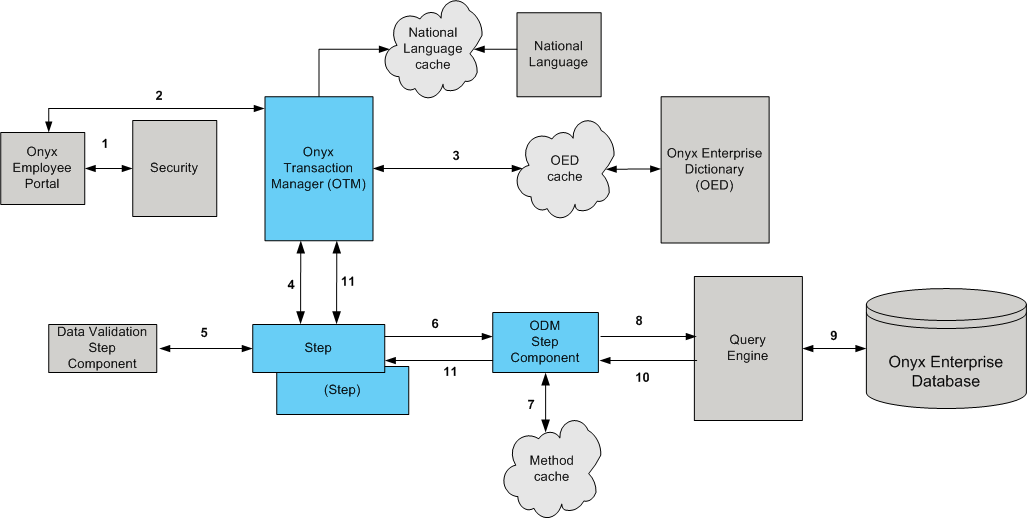 National
Language
cache
National
Language
2
Onyx
Employee
Portal
1
Security
Onyx
Transaction
Manager (OTM)
3
OED
cache
Onyx Enterprise
Dictionary
(OED)
4
11
Data Validation
Step
Component
5
Step
(Step)
6
11
ODM
Step
Component
7
Method
cache
8
10
Query
Engine
9
Onyx Enterprise
Database